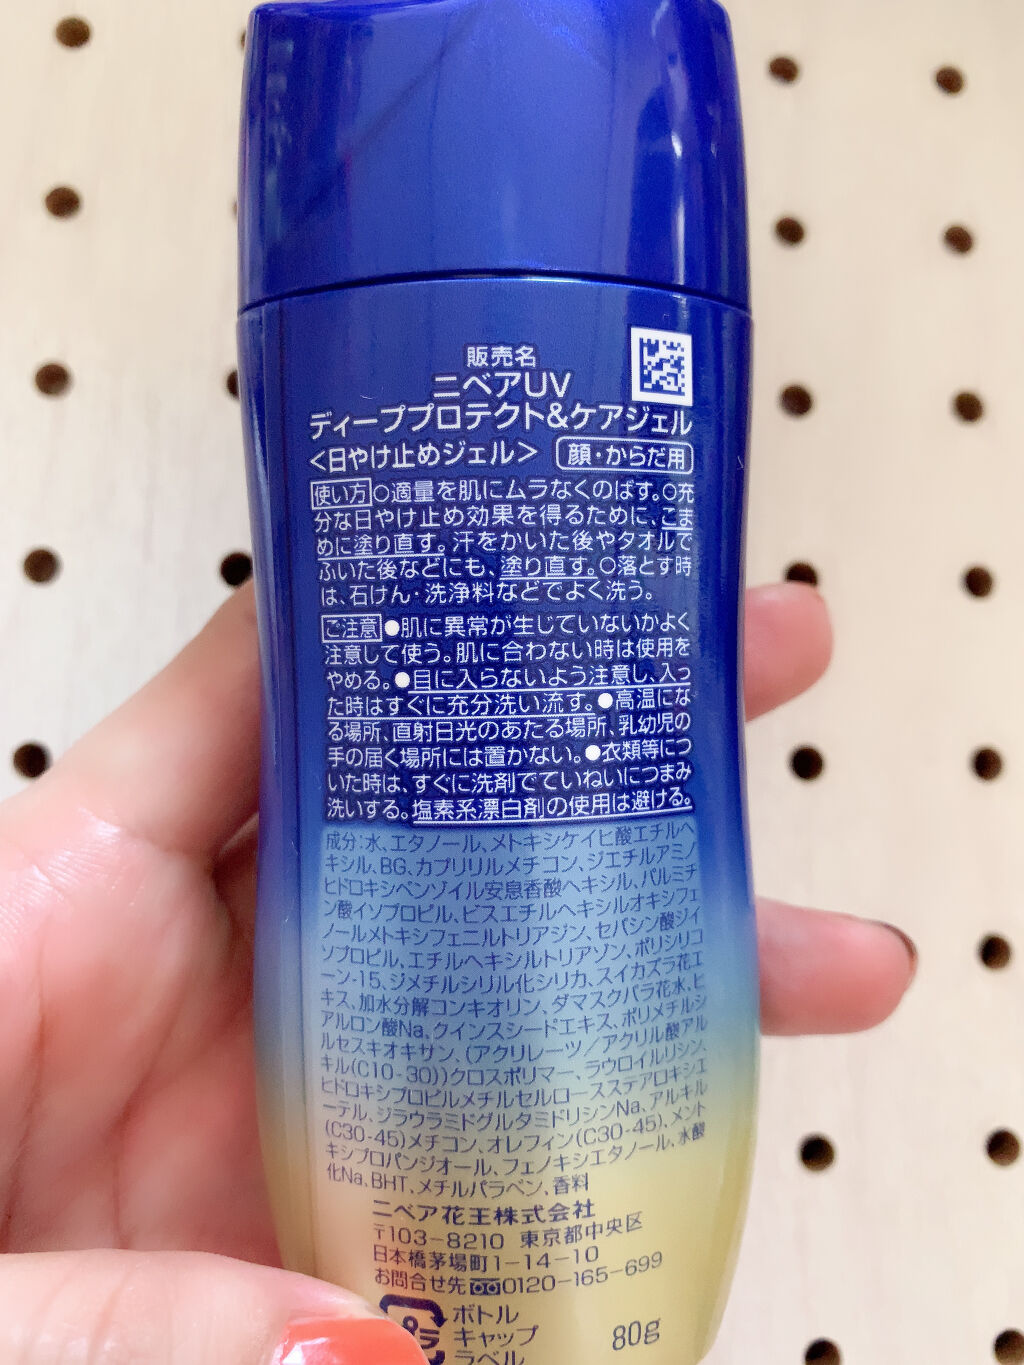 販売名
ニベアUV
ディーププロテクト&ケアジェル
<日やけ止めジェル> 顔・からだ用
使い方○適量を肌にムラなくのばす。○充
分な日やけ止め効果を得るために、こま
めに塗り直す。汗をかいた後やタオルで
ふいた後などにも、塗り直す。○落とす時
は、石けん・洗浄料などでよく洗う。
ご注意●肌に異常が生じていないかよく
注意して使う。肌に合わない時は使用を
やめる。●目に入らないよう注意し、入っ
た時はすぐに充分洗い流す。●高温にな
る場所、直射日光のあたる場所、乳幼児の
手の届く場所には置かない。●衣類等につ
いた時は、すぐに洗剤でていねいにつまみ
洗いする。塩素系漂白剤の使用は避ける。
成分:水、エタノール、メトキシケイヒ酸エチルヘ
キシル、BG、カプリリルメチコン、ジエチルアミノ
ヒドロキシベンゾイル安息香酸ヘキシル、パルミチ
ン酸イソプロピル、ビスエチルヘキシルオキシフェ
ノールメトキシフェニルトリアジン、セバシン酸ジイ
ソプロピル、エチルヘキシルトリアゾン、ポリシリコ
ーン-15、ジメチルシリル化シリカ、スイカズラ花エ
キス、加水分解コンキオリン、ダマスクバラ花水、ヒ
アルロン酸Na、クインスシードエキス、ポリメチルシ
ルセスキオキサン、(アクリレーツ/アクリル酸アル
キル(C10-30))クロスポリマー、ラウロイルリシン、
ヒドロキシプロピルメチルセルロースステアロキシエ
ーテル、ジラウラミドグルタミドリシンNa、アルキル
(C30-45)メチコン、オレフィン(C30-45)、メント
キシプロパンジオール、フェノキシエタノール、水酸
化Na、BHT、メチルパラベン、香料
ニベア花王株式会社
〒103-8210 東京都中央区
日本橋茅場町1-14-10
お問合せ先 0120-165-699
プラ ボトル
キャップ
ラベル 80g